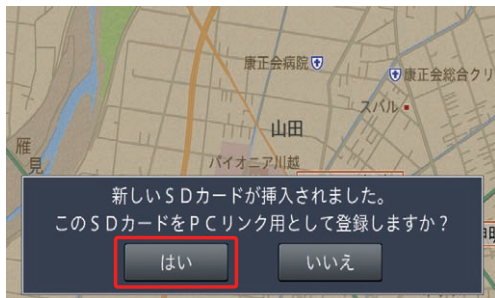 康正会病院
康正会総合クリ
スバル
山田
雁
見
パイオニア川越
新しいＳＤカードが挿入されました。
このＳＤカードをＰＣリンク用として登録しますか？
はい
いいえ